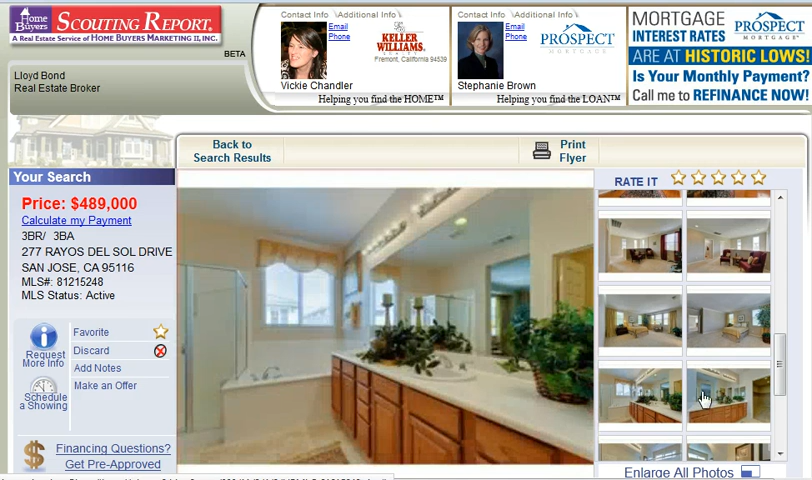 Home
Buyers
SCOUTING REPORT.
A Real Estate Service of HOME BUYERS MARKETING II, INC.
BETA
Lloyd Bond
Real Estate Broker
Contact Info \Additional Info\
Email
Phone
KELLER
WILLIAMS.
REALTY
Fremont, California 94539
Vickie Chandler
Helping you find the HOME™
Contact Info \Additional Info\
Email
Phone
PROSPECT
MORTGAGE
Stephanie Brown
Helping you find the LOAN™
MORTGAGE
INTEREST RATES
PROSPECT
MORTGAGE
ARE AT HISTORIC LOWS!
Is Your Monthly Payment?
Call me to REFINANCE NOW!
Back to
Search Results
Print
Flyer
Your Search
Price: $489,000
Calculate my Payment
3BR/ 3BA
277 RAYOS DEL SOL DRIVE
SAN JOSE, CA 95116
MLS#: 81215248
MLS Status: Active
Request
More Info
Schedule
a Showing
Favorite
Discard
Add Notes
Make an Offer
Financing Questions?
Get Pre-Approved
RATE IT
Enlarge All Photos